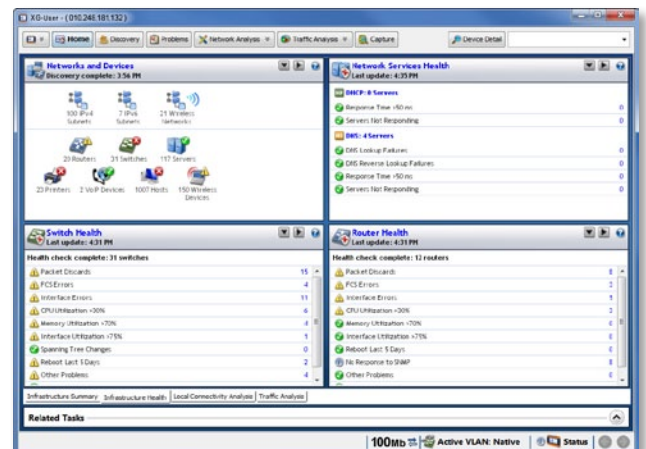 XG-User - ( 010.248.181.132 )
Home
Discovery
Problems
Network Analysis
Traffic Analysis
Capture
Device Detail
Networks and Devices
Discovery complete: 3:56 PM
100 IPv4 Subnets
7 IPv6 Subnets
21 Wireless Networks
31 Switches
117 Servers
23 Printers
2 VoIP Devices
1007 Hosts
150 Wireless Devices
Network Services Health
Last update: 4:35 PM
DHCP: 8 Servers
Response Time >50 ms 0
Servers Not Responding 0
DNS: 4 Servers
DNS Lookup Failures 0
DNS Reverse Lookup Failures 0
Response Time >50 ms 0
Servers Not Responding 0
Switch Health
Last update: 4:31 PM
Health check complete: 31 switches
Packet Discards 15
FCS Errors 4
Interface Errors 11
CPU Utilization >30% 6
Memory Utilization >70% 4
Interface Utilization >75% 1
Spanning Tree Changes 0
Reboot Last 5 Days 2
Other Problems 4
Router Health
Last update: 4:31 PM
Health check complete: 12 routers
Packet Discards
FCS Errors
Interface Errors
CPU Utilization >30%
Memory Utilization >70%
Interface Utilization >75%
Reboot Last 5 Days
No Response to SNMP
Other Problems
Infrastructure Summary
Infrastructure Health
Local Connectivity Analysis
Traffic Analysis
Related Tasks
100Mb
Active VLAN: Native
Status